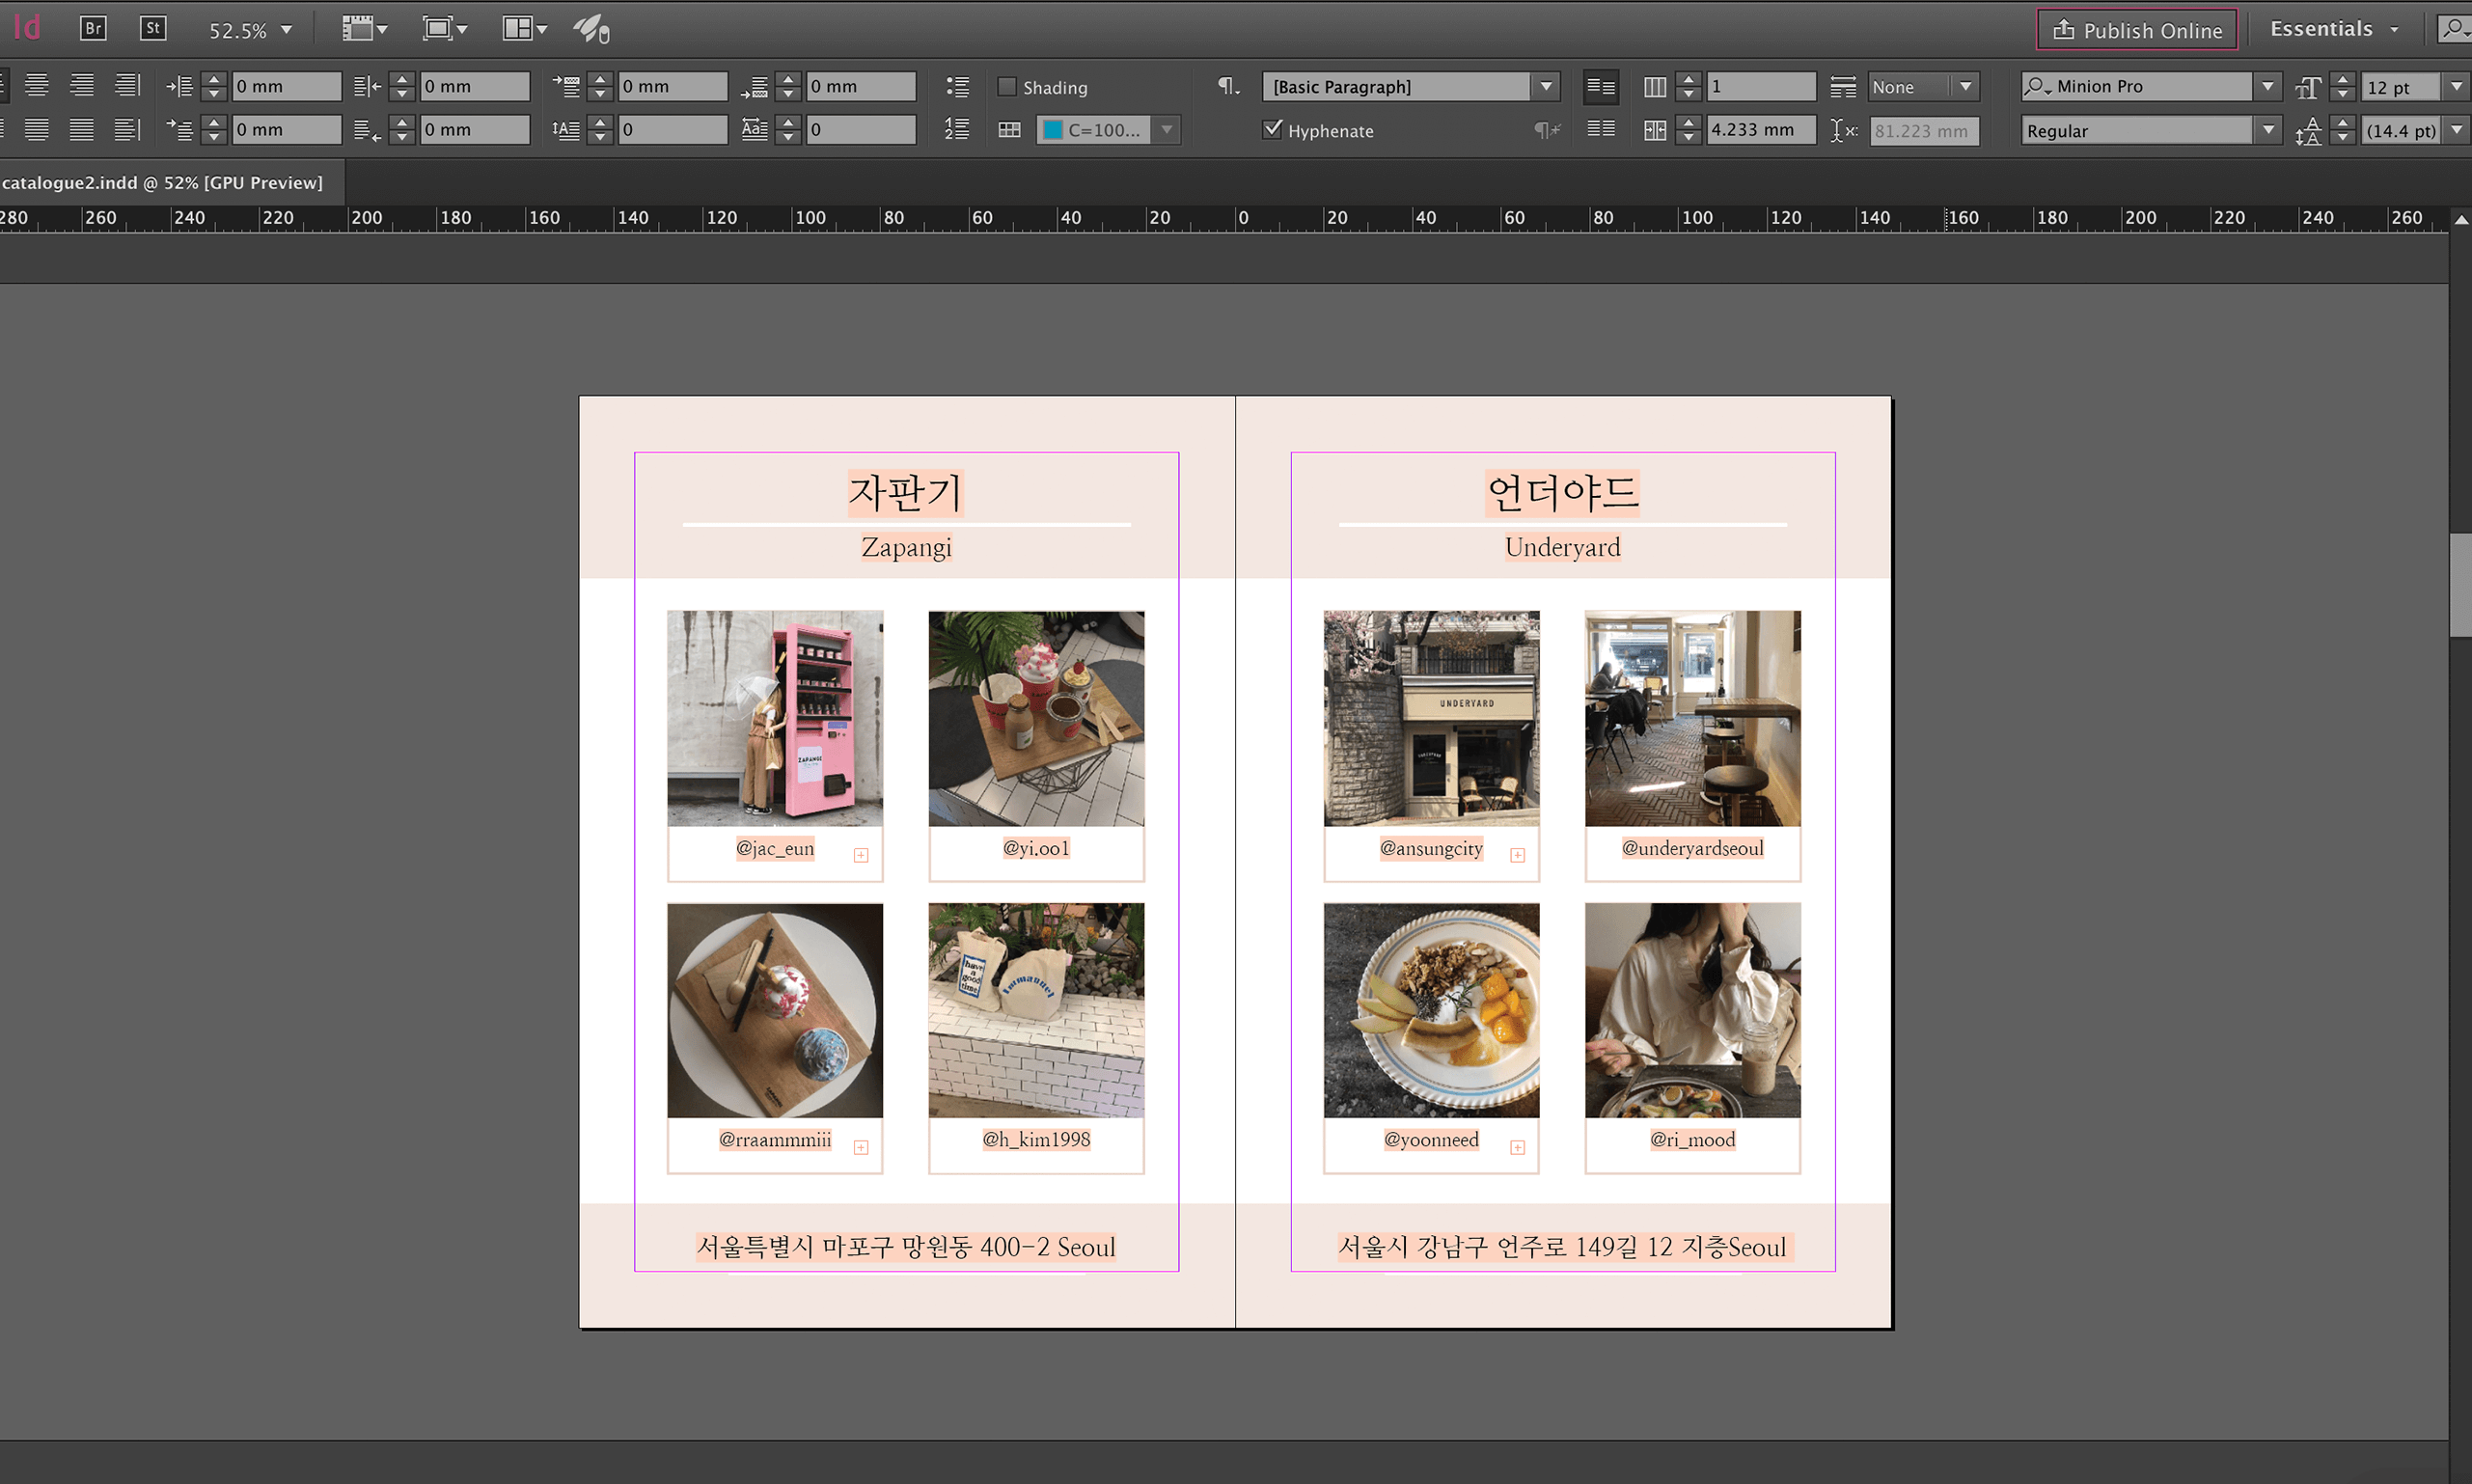 Id Br St 52.5% Publish Online Essentials
0 mm 0 mm 0 mm 0 mm Shading [Basic Paragraph] 1 None Minion Pro 12 pt
0 mm 0 mm 0 0 C=100... Hyphenate 4.233 mm x: 81.223 mm Regular (14.4 pt)
catalogue2.indd @ 52% [GPU Preview]
280 260 240 220 200 180 160 140 120 100 80 60 40 20 0 20 40 60 80 100 120 140 160 180 200 220 240 260
자판기
Zapangi
ZAPANGI
@jac_eun
@yi.oo1
have
a
good
time
Emmanuel
@rraammmiii
@h_kim1998
서울특별시 마포구 망원동 400-2 Seoul
언더야드
Underyard
UNDERYARD
@ansungcity
@underyardseoul
@yoonneed
@ri_mood
서울시 강남구 언주로 149길 12 지층Seoul